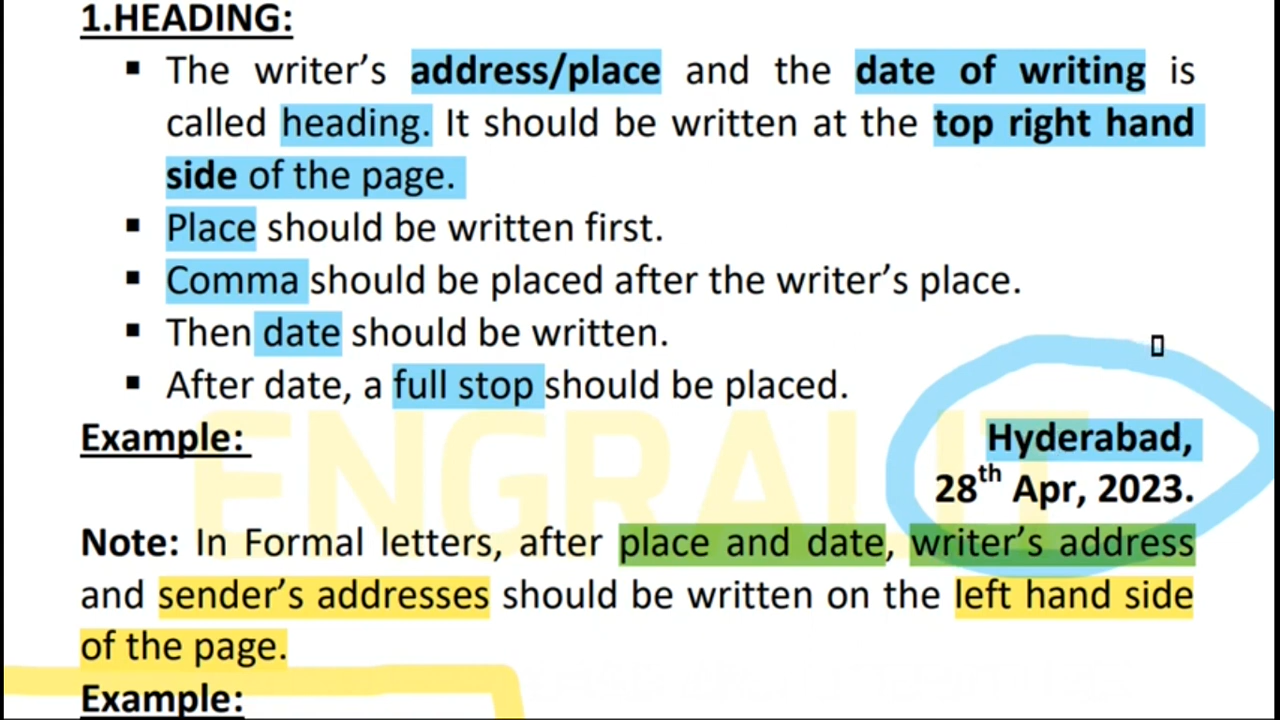 1.HEADING:
▪ The writer’s address/place and the date of writing is
called heading. It should be written at the top right hand
side of the page.
▪ Place should be written first.
▪ Comma should be placed after the writer’s place.
▪ Then date should be written.
▪ After date, a full stop should be placed.
Example:
Hyderabad,
28th Apr, 2023.
ENGRALIT
Note: In Formal letters, after place and date, writer’s address
and sender’s addresses should be written on the left hand side
of the page.
Example: